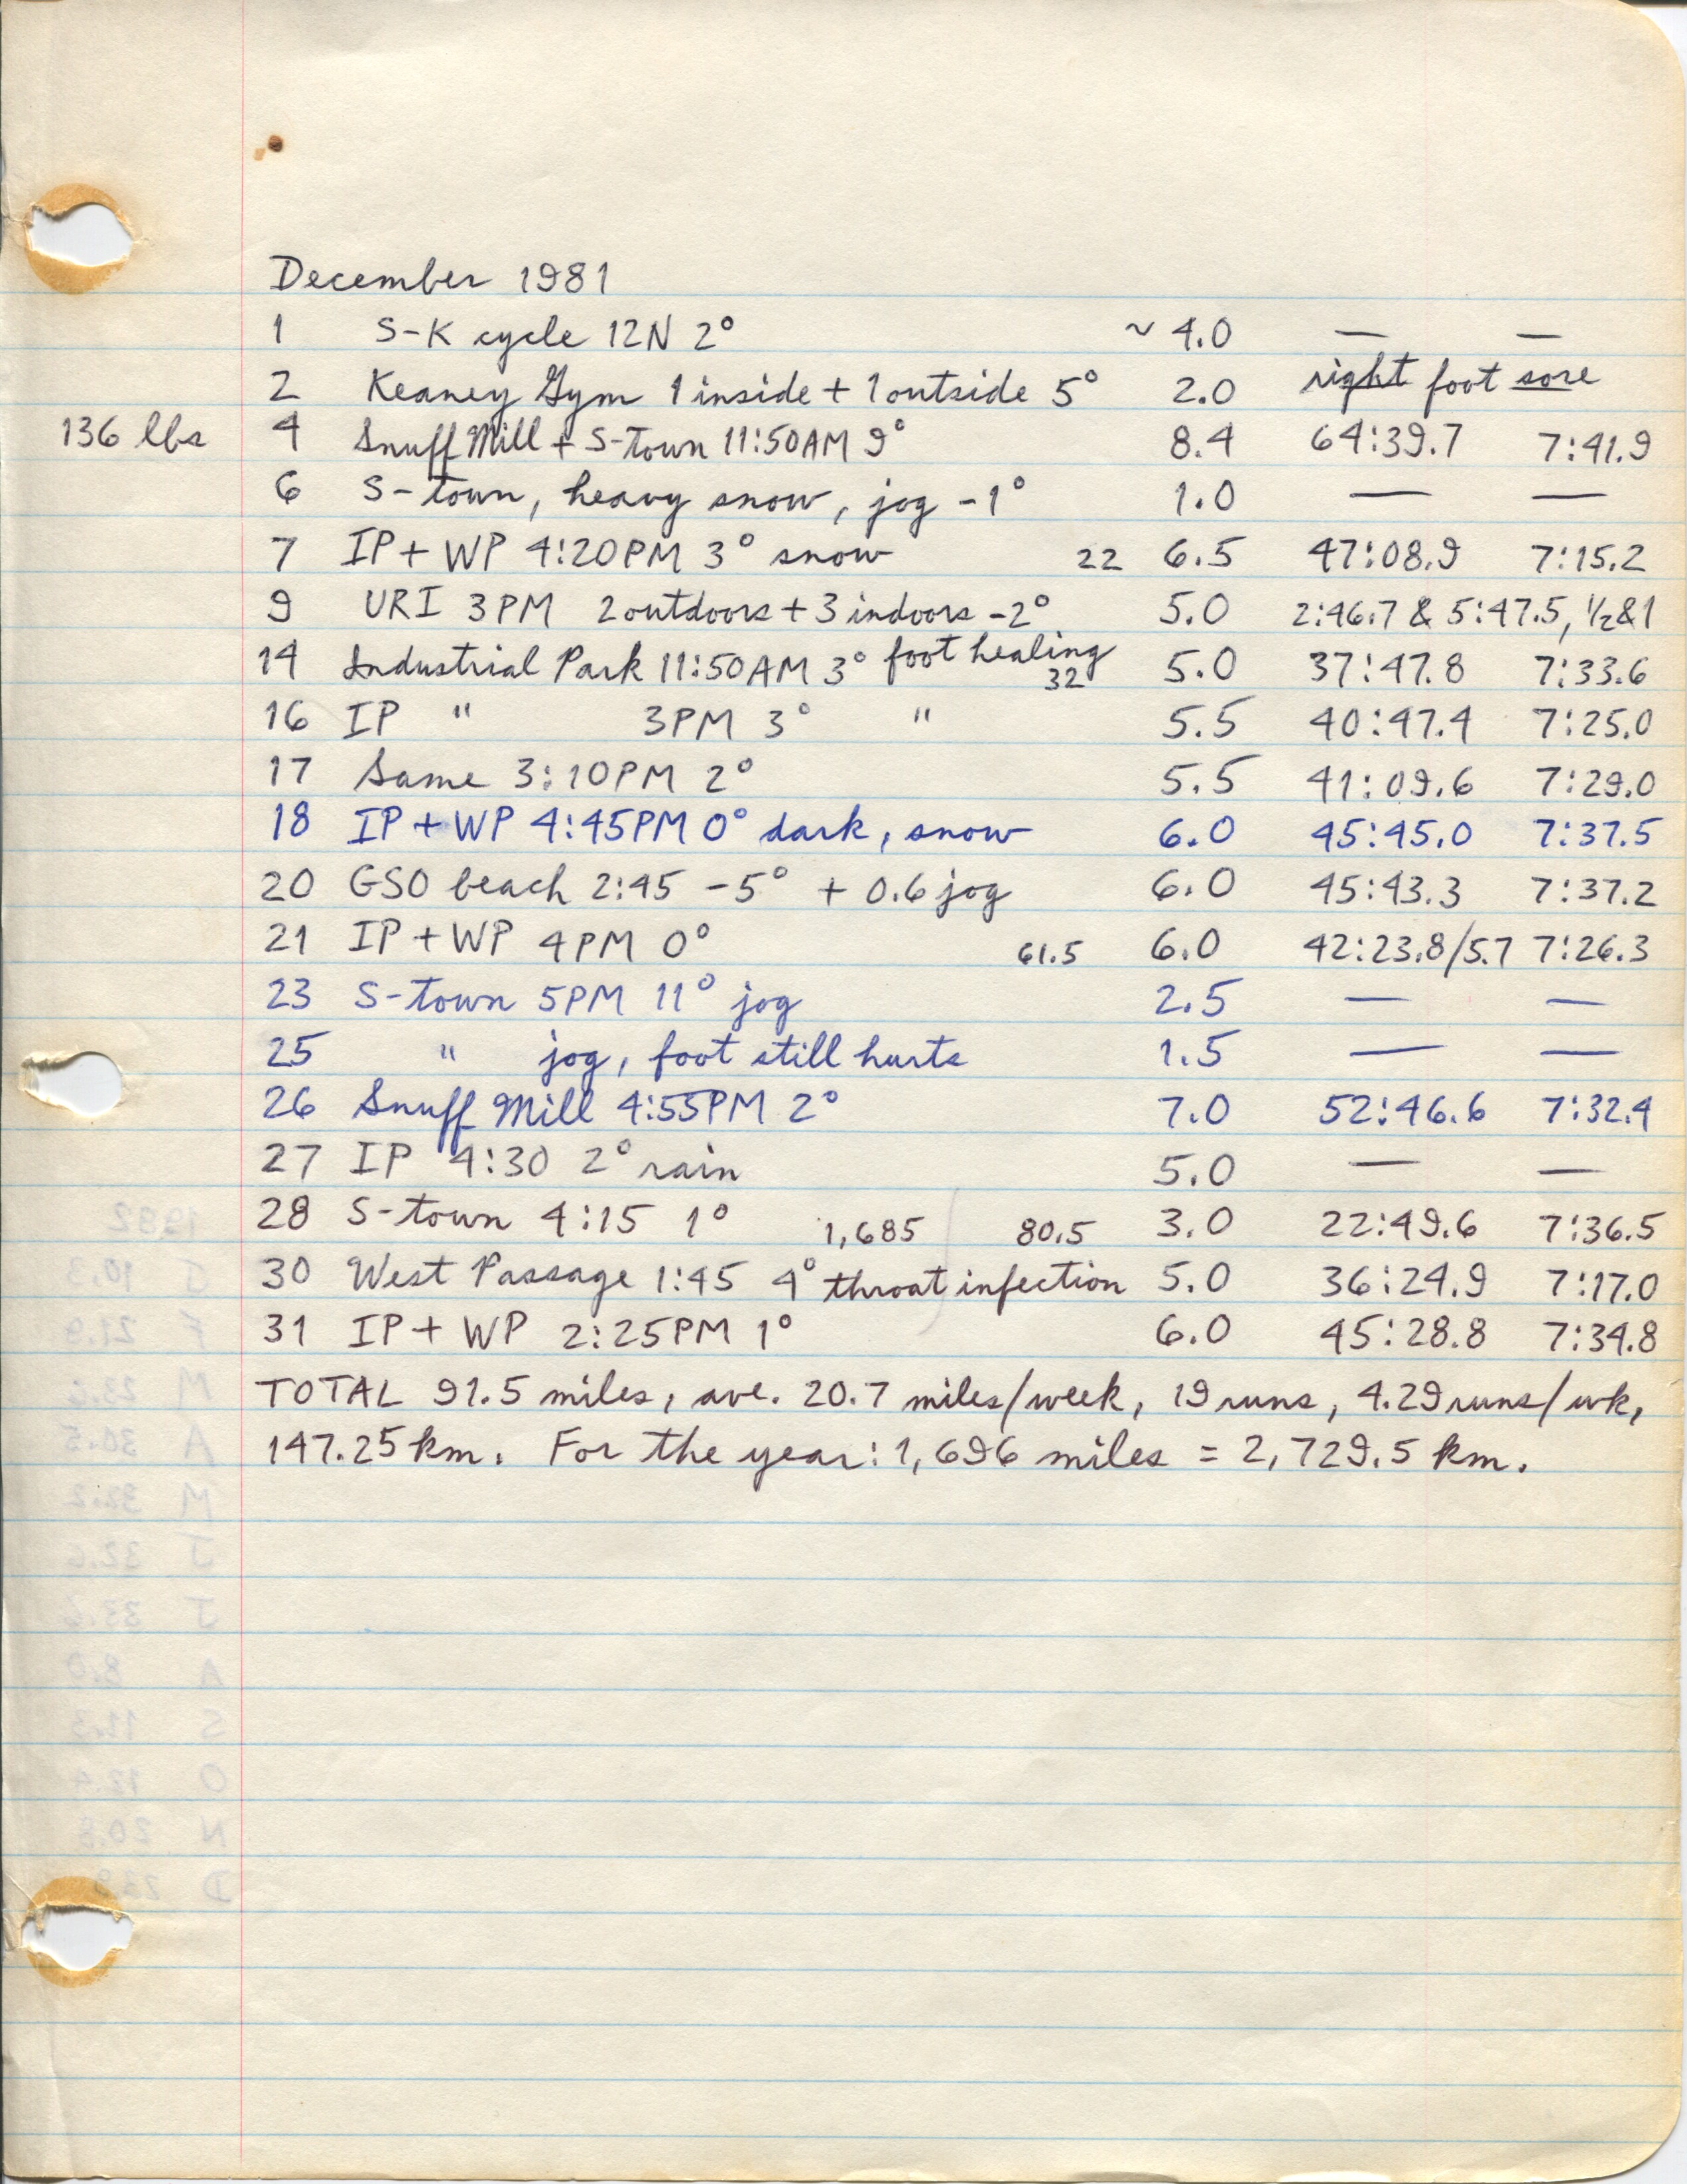 December 1981
1 S-K cycle 12N 2° ~ 4.0 — —
2 Keaney Gym 1 inside + 1 outside 5° 2.0 right foot sore
136 lbs 4 Snuff Mill + S-Town 11:50AM 9° 8.4 64:39.7 7:41.9
6 S-town, heavy snow, jog -1° 1.0 — —
7 IP + WP 4:20PM 3° snow 22 6.5 47:08.9 7:15.2
9 URI 3PM 2 outdoors + 3 indoors -2° 5.0 2:46.7 & 5:47.5, ½&1
14 Industrial Park 11:50AM 3° foot healing 32 5.0 37:47.8 7:33.6
16 IP " 3PM 3° " 5.5 40:47.4 7:25.0
17 Same 3:10PM 2° 5.5 41:09.6 7:29.0
18 IP + WP 4:45PM 0° dark, snow 6.0 45:45.0 7:37.5
20 GSO beach 2:45 -5° + 0.6 jog 6.0 45:43.3 7:37.2
21 IP + WP 4PM 0° 61.5 6.0 42:23.8/5.7 7:26.3
23 S-town 5PM 11° jog 2.5 — —
25 " jog, foot still hurts 1.5 — —
26 Snuff Mill 4:55PM 2° 7.0 52:46.6 7:32.4
27 IP 4:30 2° rain 5.0 — —
28 S-town 4:15 1° 1,685 80.5 3.0 22:49.6 7:36.5
30 West Passage 1:45 4° throat infection 5.0 36:24.9 7:17.0
31 IP + WP 2:25PM 1° 6.0 45:28.8 7:34.8
TOTAL 91.5 miles, ave. 20.7 miles/week, 19 runs, 4.29 runs/wk,
147.25 km. For the year: 1,696 miles = 2,729.5 km.